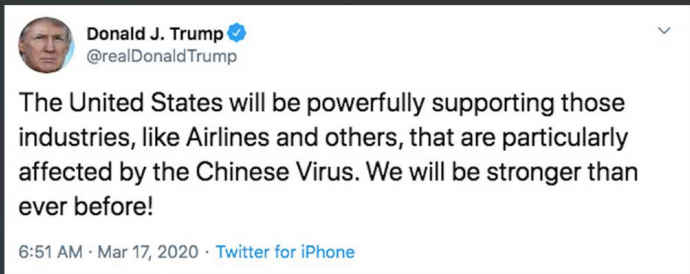 Donald J. Trump
@realDonaldTrump
The United States will be powerfully supporting those
industries, like Airlines and others, that are particularly
affected by the Chinese Virus. We will be stronger than
ever before!
6:51 AM · Mar 17, 2020 · Twitter for iPhone